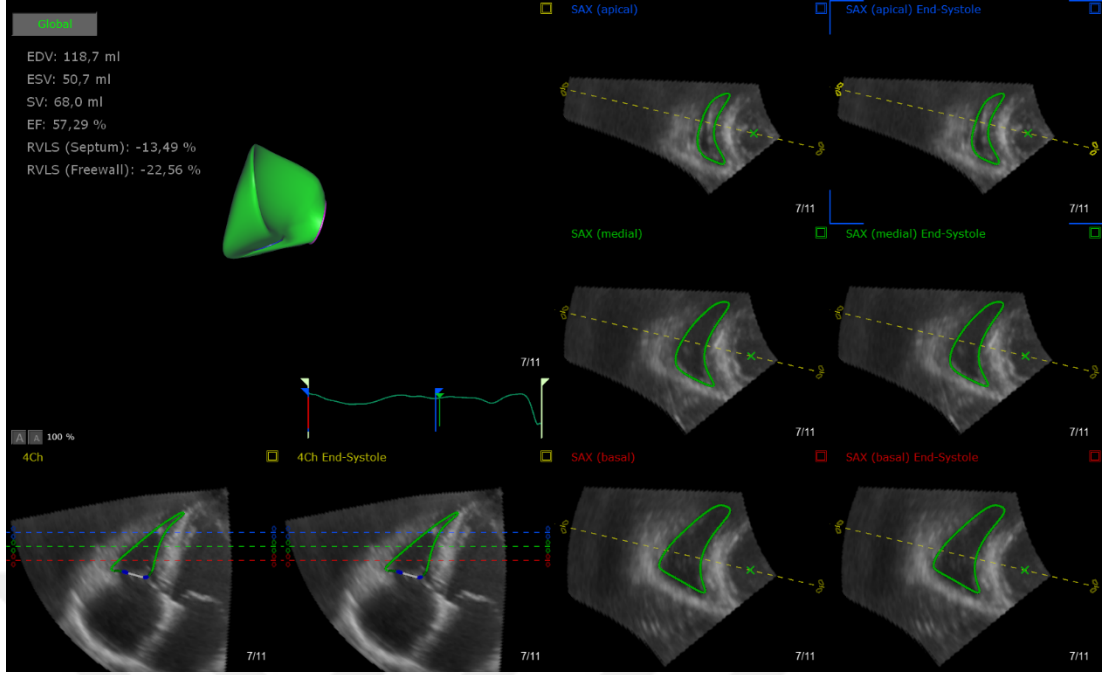 Global
EDV: 118,7 ml
ESV: 50,7 ml
SV: 68,0 ml
EF: 57,29 %
RVLS (Septum): -13,49 %
RVLS (Freewall): -22,56 %
7/11
A A 100 %
SAX (apical)
7/11
SAX (apical) End-Systole
7/11
SAX (medial)
7/11
SAX (medial) End-Systole
7/11
4Ch
7/11
4Ch End-Systole
7/11
SAX (basal)
7/11
SAX (basal) End-Systole
7/11